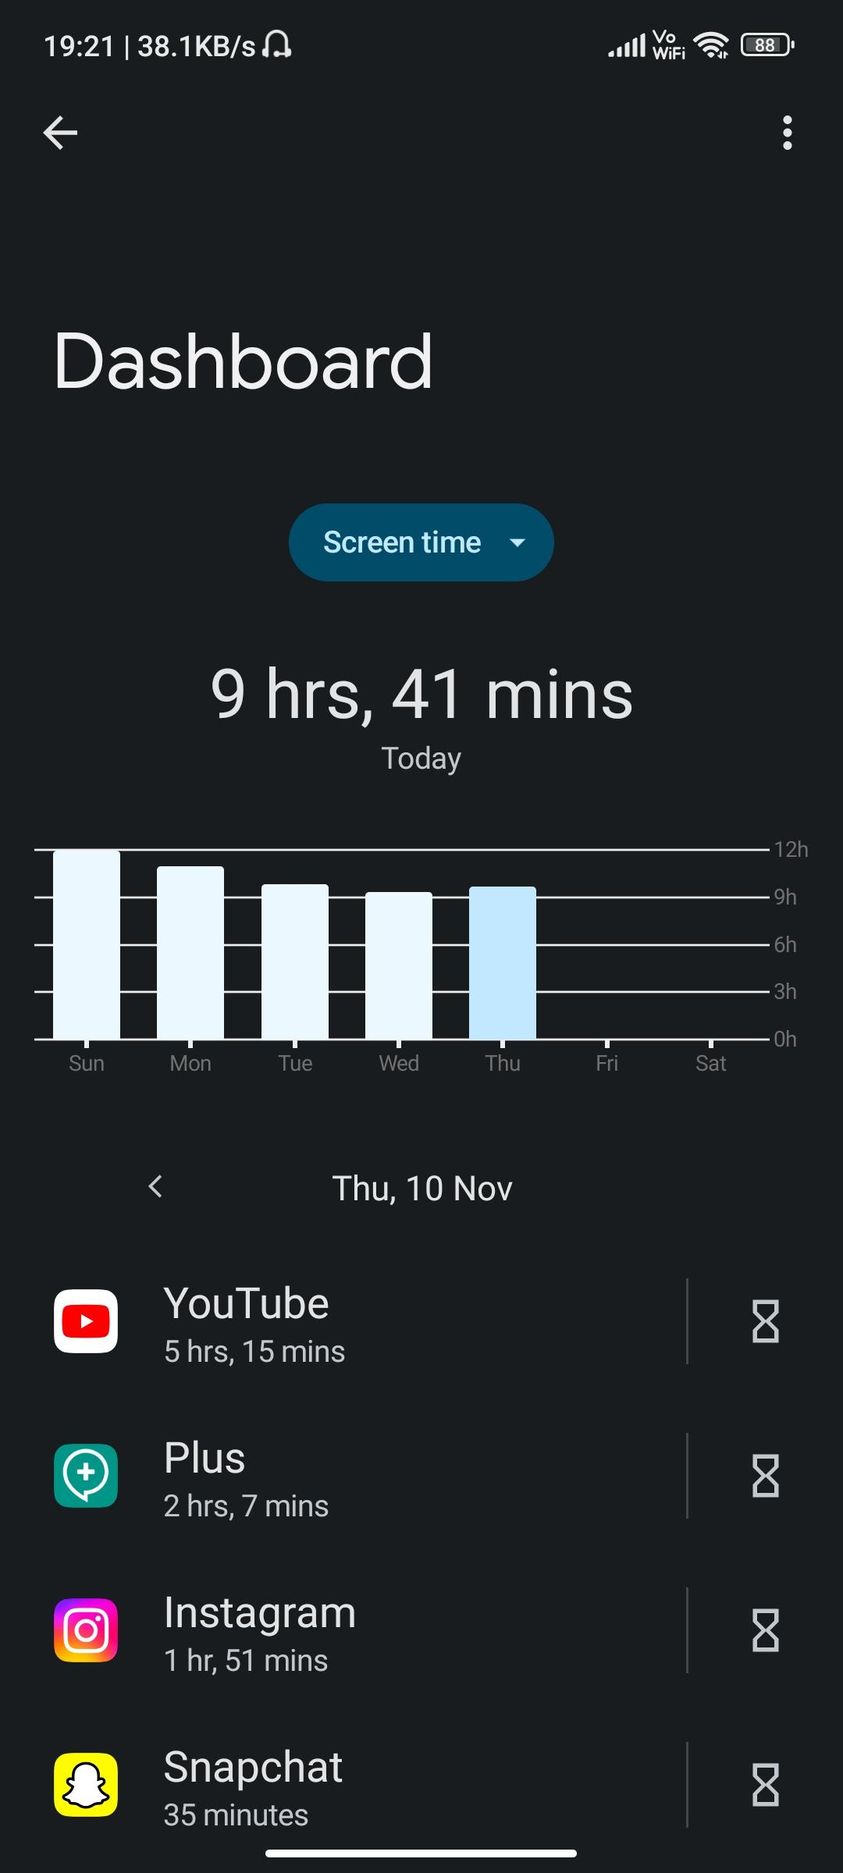 19:21 | 38.1KB/s
Vo
WiFi
88
Dashboard
Screen time
9 hrs, 41 mins
Today
12h
9h
6h
3h
0h
Sun Mon Tue Wed Thu Fri Sat
Thu, 10 Nov
YouTube
5 hrs, 15 mins
Plus
2 hrs, 7 mins
Instagram
1 hr, 51 mins
Snapchat
35 minutes